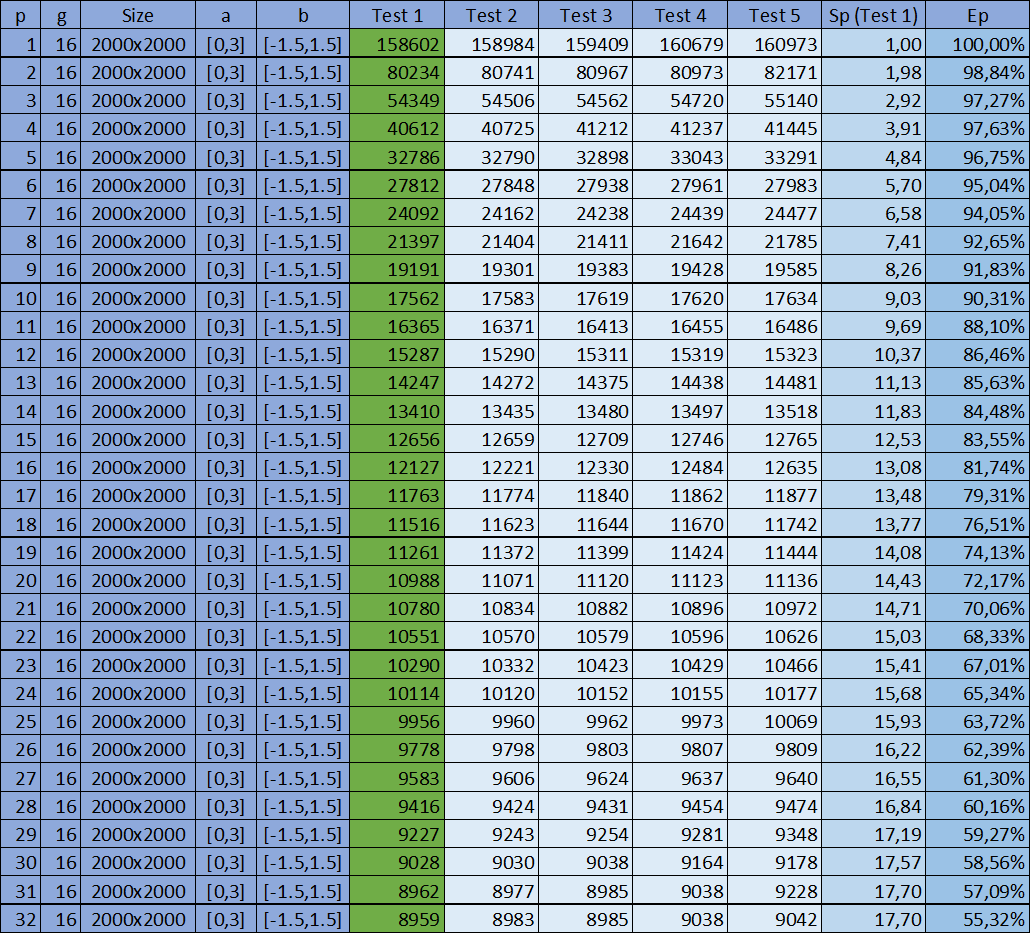 p g Size a b Test 1 Test 2 Test 3 Test 4 Test 5 Sp (Test 1) Ep
1 16 2000x2000 [0,3] [-1.5,1.5] 158602 158984 159409 160679 160973 1,00 100,00%
2 16 2000x2000 [0,3] [-1.5,1.5] 80234 80741 80967 80973 82171 1,98 98,84%
3 16 2000x2000 [0,3] [-1.5,1.5] 54349 54506 54562 54720 55140 2,92 97,27%
4 16 2000x2000 [0,3] [-1.5,1.5] 40612 40725 41212 41237 41445 3,91 97,63%
5 16 2000x2000 [0,3] [-1.5,1.5] 32786 32790 32898 33043 33291 4,84 96,75%
6 16 2000x2000 [0,3] [-1.5,1.5] 27812 27848 27938 27961 27983 5,70 95,04%
7 16 2000x2000 [0,3] [-1.5,1.5] 24092 24162 24238 24439 24477 6,58 94,05%
8 16 2000x2000 [0,3] [-1.5,1.5] 21397 21404 21411 21642 21785 7,41 92,65%
9 16 2000x2000 [0,3] [-1.5,1.5] 19191 19301 19383 19428 19585 8,26 91,83%
10 16 2000x2000 [0,3] [-1.5,1.5] 17562 17583 17619 17620 17634 9,03 90,31%
11 16 2000x2000 [0,3] [-1.5,1.5] 16365 16371 16413 16455 16486 9,69 88,10%
12 16 2000x2000 [0,3] [-1.5,1.5] 15287 15290 15311 15319 15323 10,37 86,46%
13 16 2000x2000 [0,3] [-1.5,1.5] 14247 14272 14375 14438 14481 11,13 85,63%
14 16 2000x2000 [0,3] [-1.5,1.5] 13410 13435 13480 13497 13518 11,83 84,48%
15 16 2000x2000 [0,3] [-1.5,1.5] 12656 12659 12709 12746 12765 12,53 83,55%
16 16 2000x2000 [0,3] [-1.5,1.5] 12127 12221 12330 12484 12635 13,08 81,74%
17 16 2000x2000 [0,3] [-1.5,1.5] 11763 11774 11840 11862 11877 13,48 79,31%
18 16 2000x2000 [0,3] [-1.5,1.5] 11516 11623 11644 11670 11742 13,77 76,51%
19 16 2000x2000 [0,3] [-1.5,1.5] 11261 11372 11399 11424 11444 14,08 74,13%
20 16 2000x2000 [0,3] [-1.5,1.5] 10988 11071 11120 11123 11136 14,43 72,17%
21 16 2000x2000 [0,3] [-1.5,1.5] 10780 10834 10882 10896 10972 14,71 70,06%
22 16 2000x2000 [0,3] [-1.5,1.5] 10551 10570 10579 10596 10626 15,03 68,33%
23 16 2000x2000 [0,3] [-1.5,1.5] 10290 10332 10423 10429 10466 15,41 67,01%
24 16 2000x2000 [0,3] [-1.5,1.5] 10114 10120 10152 10155 10177 15,68 65,34%
25 16 2000x2000 [0,3] [-1.5,1.5] 9956 9960 9962 9973 10069 15,93 63,72%
26 16 2000x2000 [0,3] [-1.5,1.5] 9778 9798 9803 9807 9809 16,22 62,39%
27 16 2000x2000 [0,3] [-1.5,1.5] 9583 9606 9624 9637 9640 16,55 61,30%
28 16 2000x2000 [0,3] [-1.5,1.5] 9416 9424 9431 9454 9474 16,84 60,16%
29 16 2000x2000 [0,3] [-1.5,1.5] 9227 9243 9254 9281 9348 17,19 59,27%
30 16 2000x2000 [0,3] [-1.5,1.5] 9028 9030 9038 9164 9178 17,57 58,56%
31 16 2000x2000 [0,3] [-1.5,1.5] 8962 8977 8985 9038 9228 17,70 57,09%
32 16 2000x2000 [0,3] [-1.5,1.5] 8959 8983 8985 9038 9042 17,70 55,32%